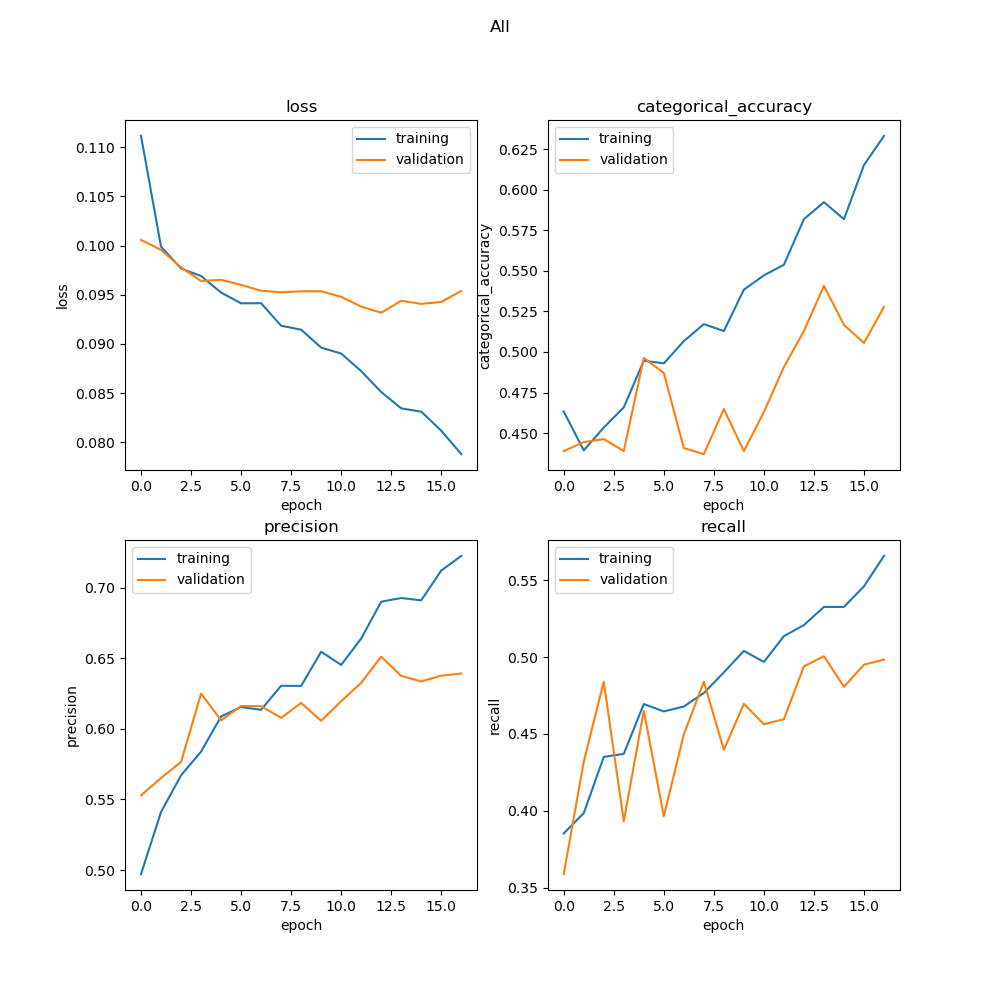 All
loss
training
validation
0.110
0.105
0.100
0.095
0.090
0.085
0.080
loss
0.0 2.5 5.0 7.5 10.0 12.5 15.0
epoch
categorical_accuracy
training
validation
0.625
0.600
0.575
0.550
0.525
0.500
0.475
0.450
categorical_accuracy
0.0 2.5 5.0 7.5 10.0 12.5 15.0
epoch
precision
training
validation
0.70
0.65
0.60
0.55
0.50
precision
0.0 2.5 5.0 7.5 10.0 12.5 15.0
epoch
recall
training
validation
0.55
0.50
0.45
0.40
0.35
recall
0.0 2.5 5.0 7.5 10.0 12.5 15.0
epoch